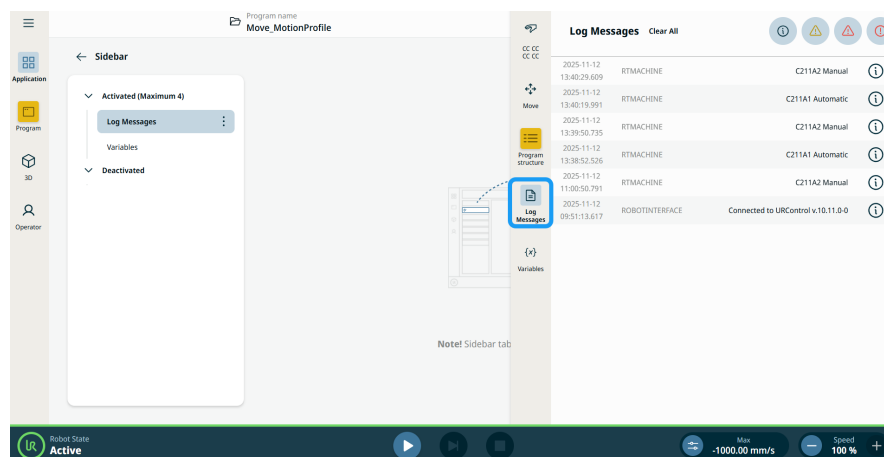 Program name
Move_MotionProfile
Application
Program
3D
Operator
Sidebar
Activated (Maximum 4)
Log Messages
Variables
Deactivated
Note! Sidebar tab
CC CC
CC CC
Move
Program
structure
Log
Messages
{x}
Variables
Log Messages Clear All
2025-11-12
13:40:29.609 RTMACHINE C211A2 Manual
2025-11-12
13:40:19.991 RTMACHINE C211A1 Automatic
2025-11-12
13:39:50.735 RTMACHINE C211A2 Manual
2025-11-12
13:38:52.526 RTMACHINE C211A1 Automatic
2025-11-12
11:00:50.791 RTMACHINE C211A2 Manual
2025-11-12
09:51:13.617 ROBOTINTERFACE Connected to URControl v.10.11.0-0
Robot State
Active
Max
-1000.00 mm/s
Speed
100 %